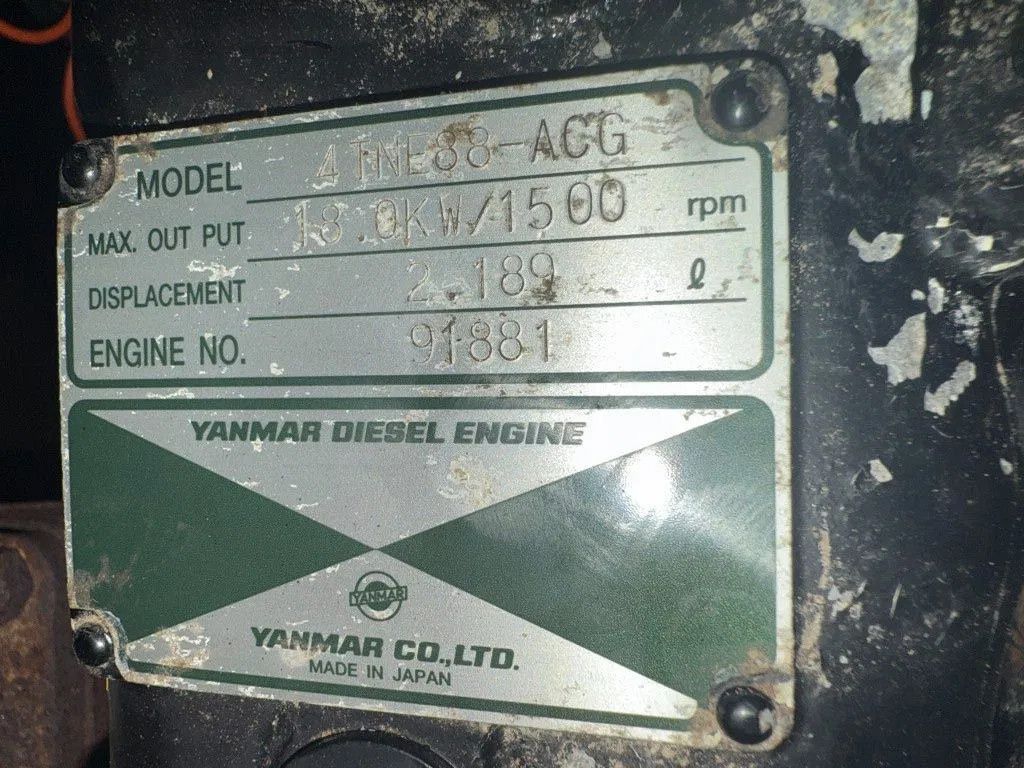 MODEL 4TNE88-ACG
MAX. OUT PUT 18.0KW/1500 rpm
DISPLACEMENT 2.189 ℓ
ENGINE NO. 91881
YANMAR DIESEL ENGINE
YANMAR
YANMAR CO.,LTD.
MADE IN JAPAN